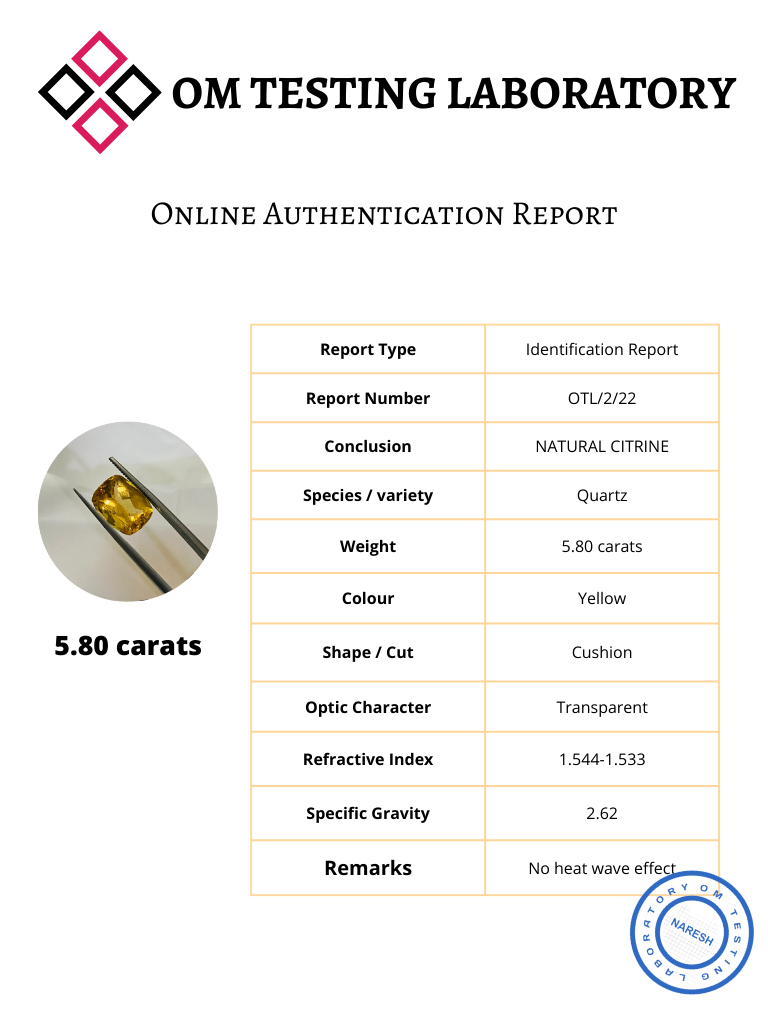 OM TESTING LABORATORY
Online Authentication Report
Report Type Identification Report
Report Number OTL/2/22
Conclusion NATURAL CITRINE
Species / variety Quartz
Weight 5.80 carats
Colour Yellow
Shape / Cut Cushion
Optic Character Transparent
Refractive Index 1.544-1.533
Specific Gravity 2.62
Remarks No heat wave effect
5.80 carats
OM TESTING LABORATORY
NARESH